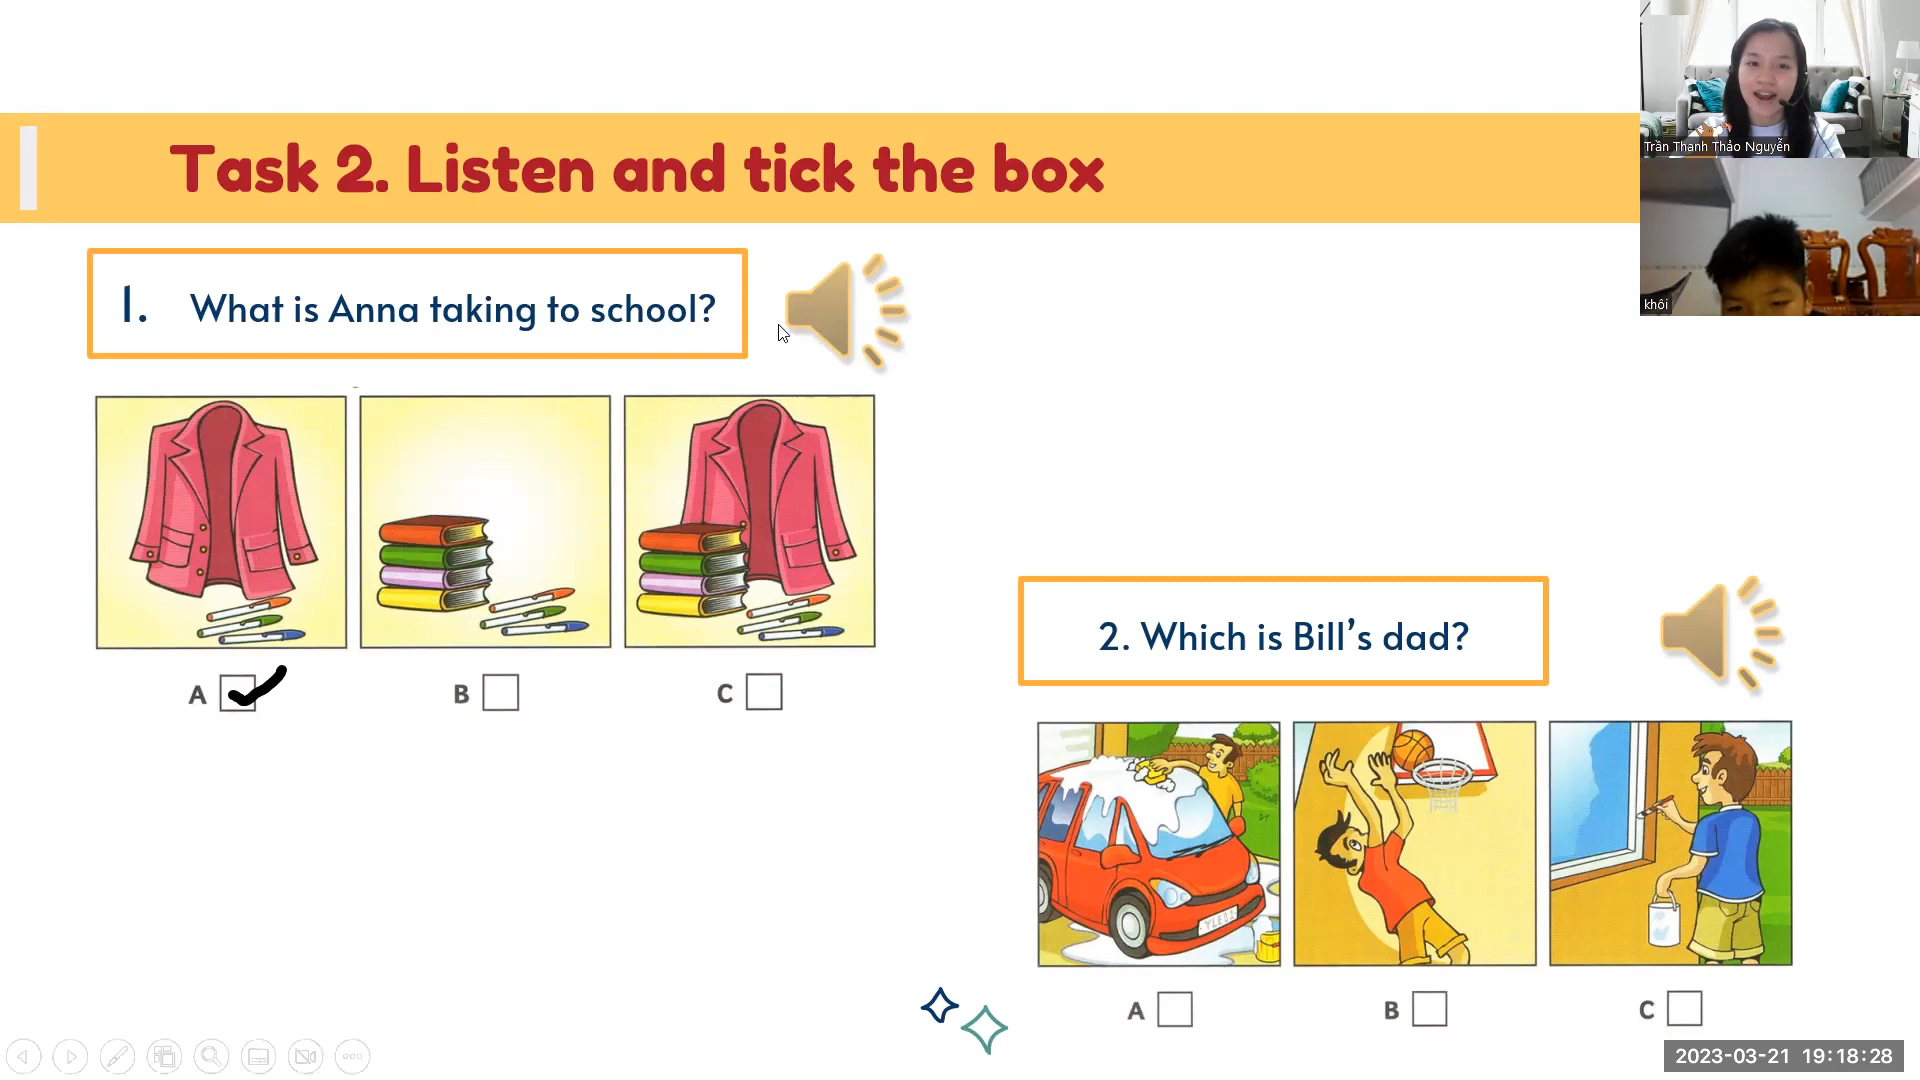 Task 2. Listen and tick the box
Trần Thanh Thảo Nguyễn
khôi
1. What is Anna taking to school?
A
B
C
2. Which is Bill's dad?
A
B
C
2023-03-21 19:18:28